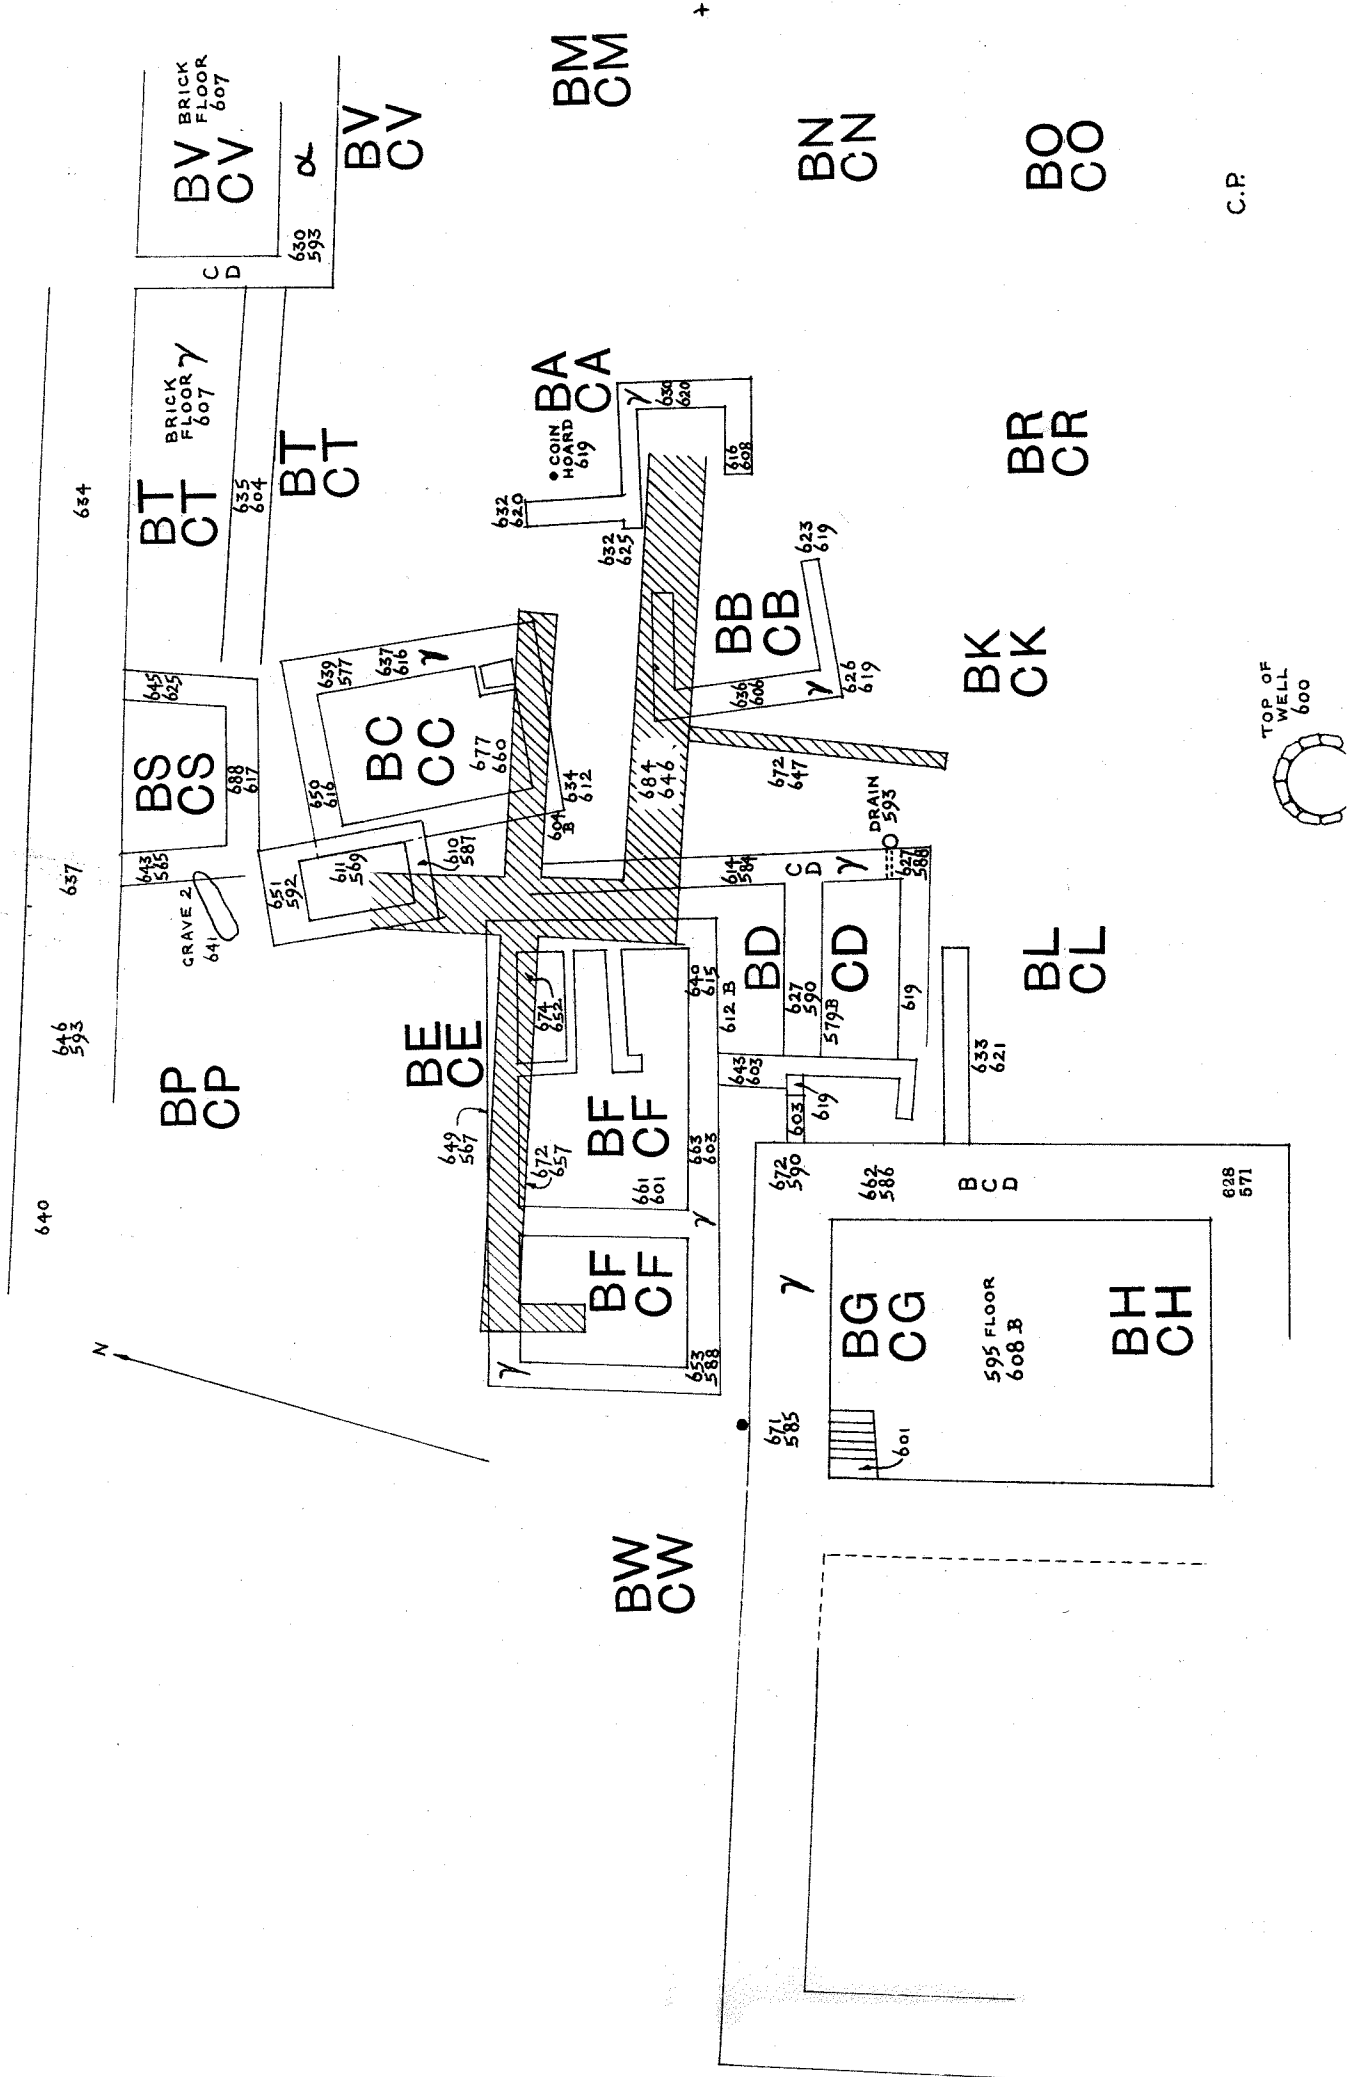 +
BM
CM
BRICK
FLOOR
607
BV
CV
α
BV
CV
BN
CN
BO
CO
C.P.
630
593
C
D
BRICK
FLOOR γ
607
634
BT
CT
635
604
BT
CT
BA
CA
COIN
HOARD
619
γ
630
620
616
608
BR
CR
632
620
632
625
623
619
BB
CB
BK
CK
645
625
639
577
637
616
γ
636
606
γ
626
619
TOP OF
WELL
600
BS
CS
688
617
BC
CC
677
660
650
616
634
612
604
B
684
646
672
647
DRAIN
593
643
565
637
651
592
611
569
610
587
614
584
C
D
γ
627
588
GRAVE 2
641
646
593
BP
CP
BE
CE
674
652
640
615
612 B
BD
CD
627
590
579B
619
BL
CL
633
621
643
603
603
619
649
567
672
657
BF
CF
663
603
661
601
γ
672
590
662
586
B
C
D
628
571
640
BF
CF
γ
653
588
γ
BG
CG
595 FLOOR
608 B
BH
CH
N
671
585
601
BW
CW